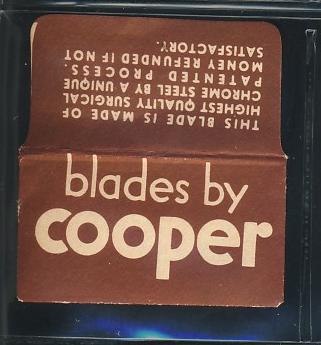 THIS BLADE IS MADE OF
HIGHEST QUALITY SURGICAL
CHROME STEEL BY A UNIQUE
PATENTED PROCESS.
MONEY REFUNDED IF NOT
SATISFACTORY.
blades by
cooper